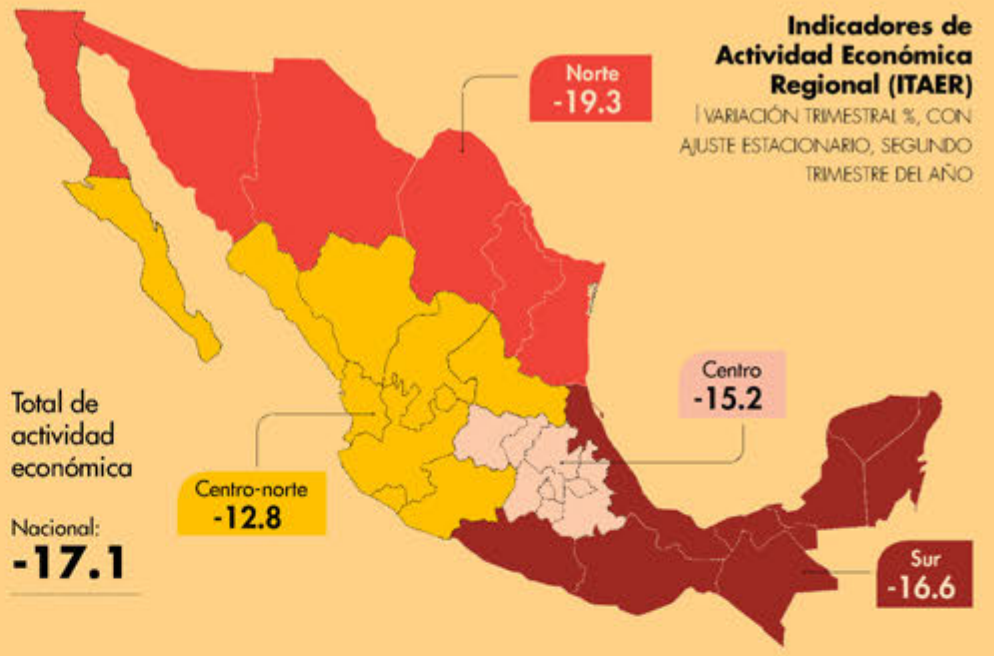 Indicadores de
Actividad Económica
Regional (ITAER)
| VARIACIÓN TRIMESTRAL %, CON
AJUSTE ESTACIONARIO, SEGUNDO
TRIMESTRE DEL AÑO
Norte
-19.3
Centro
-15.2
Total de
actividad
económica
Nacional:
-17.1
Centro-norte
-12.8
Sur
-16.6